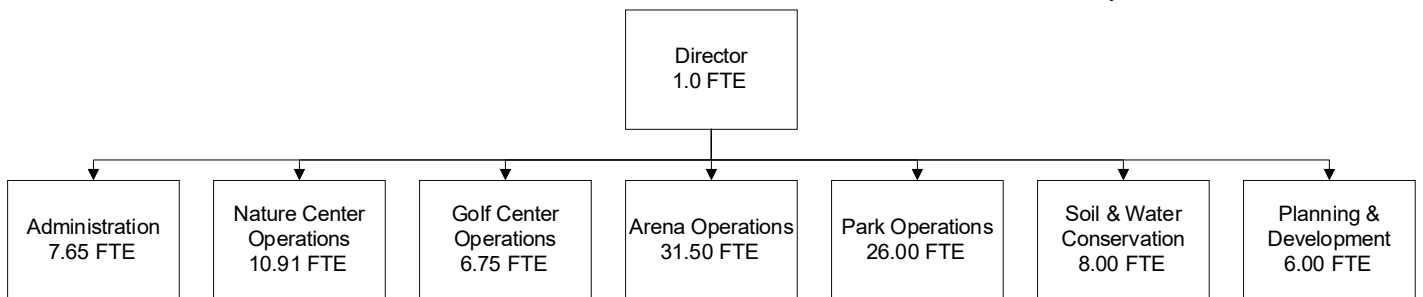 Director
1.0 FTE
Administration
7.65 FTE
Nature Center
Operations
10.91 FTE
Golf Center
Operations
6.75 FTE
Arena Operations
31.50 FTE
Park Operations
26.00 FTE
Soil & Water
Conservation
8.00 FTE
Planning &
Development
6.00 FTE